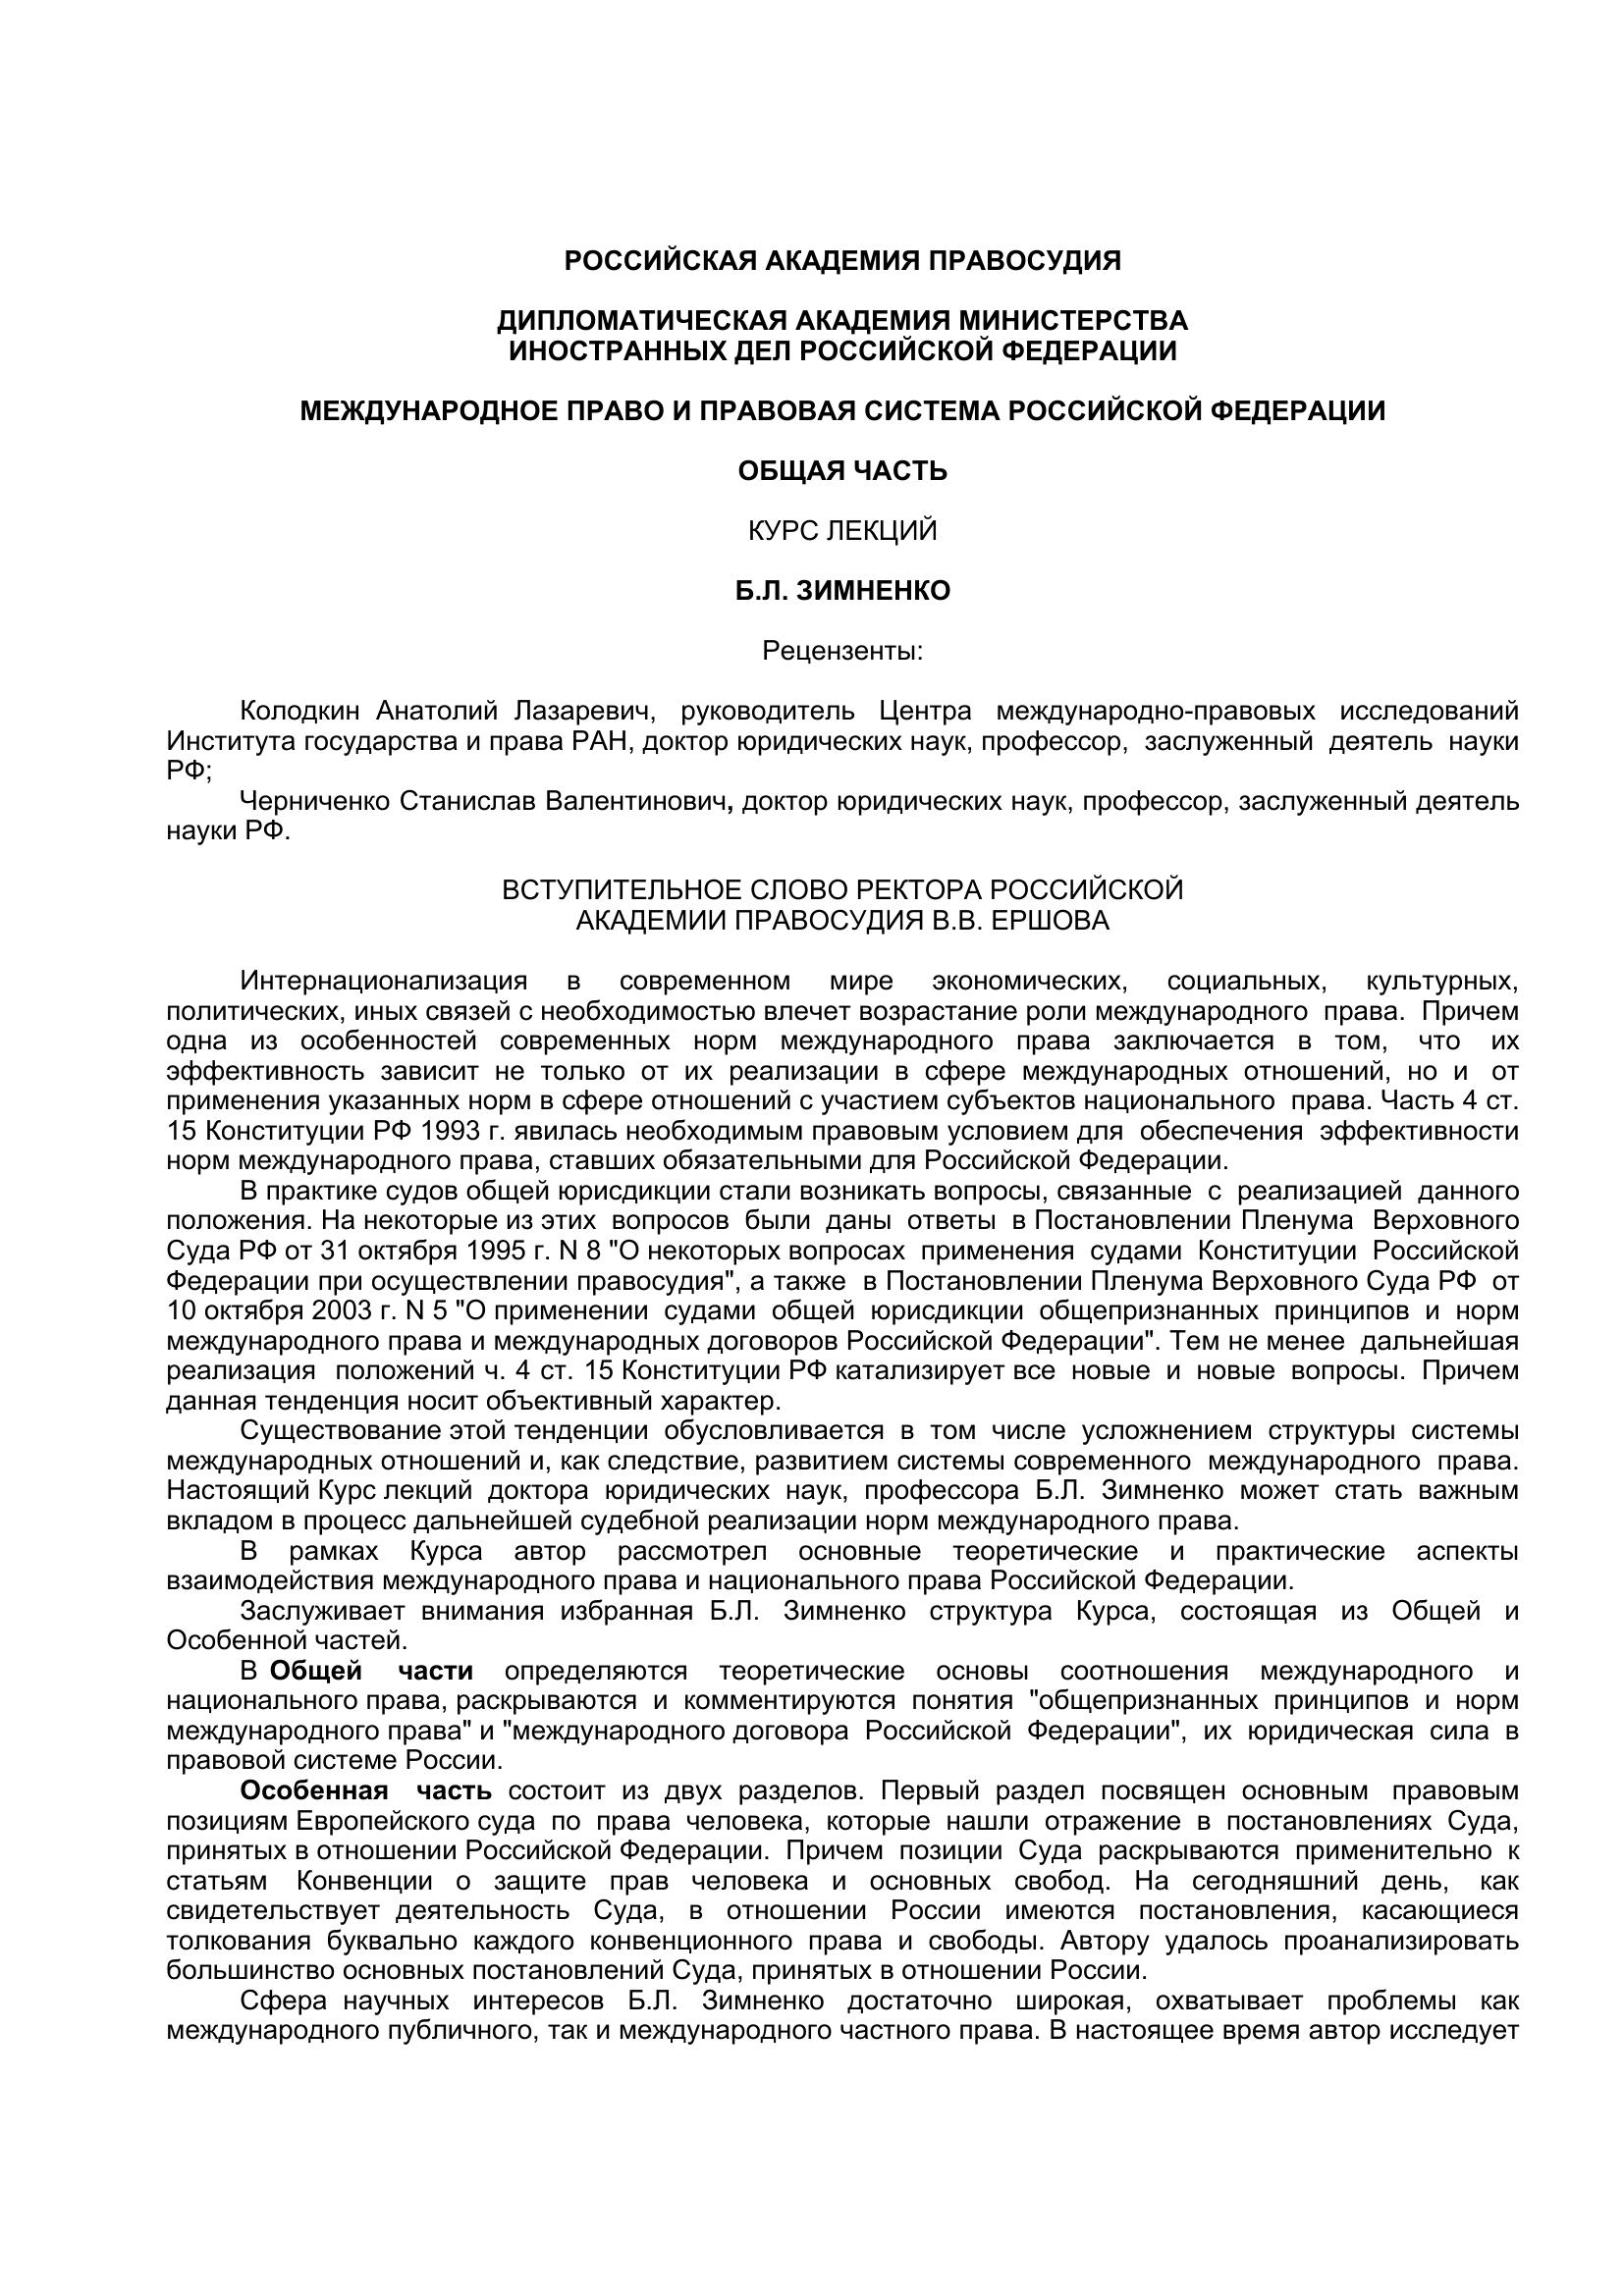 РОССИЙСКАЯ АКАДЕМИЯ ПРАВОСУДИЯ
ДИПЛОМАТИЧЕСКАЯ АКАДЕМИЯ МИНИСТЕРСТВА
ИНОСТРАННЫХ ДЕЛ РОССИЙСКОЙ ФЕДЕРАЦИИ
МЕЖДУНАРОДНОЕ ПРАВО И ПРАВОВАЯ СИСТЕМА РОССИЙСКОЙ ФЕДЕРАЦИИ
ОБЩАЯ ЧАСТЬ
КУРС ЛЕКЦИЙ
Б.Л. ЗИМНЕНКО
Рецензенты:
Колодкин Анатолий Лазаревич, руководитель Центра международно-правовых исследований
Института государства и права РАН, доктор юридических наук, профессор, заслуженный деятель науки
РФ;
Черниченко Станислав Валентинович, доктор юридических наук, профессор, заслуженный деятель
науки РФ.
ВСТУПИТЕЛЬНОЕ СЛОВО РЕКТОРА РОССИЙСКОЙ
АКАДЕМИИ ПРАВОСУДИЯ В.В. ЕРШОВА
Интернационализация в современном мире экономических, социальных, культурных,
политических, иных связей с необходимостью влечет возрастание роли международного права. Причем
одна из особенностей современных норм международного права заключается в том, что их
эффективность зависит не только от их реализации в сфере международных отношений, но и от
применения указанных норм в сфере отношений с участием субъектов национального права. Часть 4 ст.
15 Конституции РФ 1993 г. явилась необходимым правовым условием для обеспечения эффективности
норм международного права, ставших обязательными для Российской Федерации.
В практике судов общей юрисдикции стали возникать вопросы, связанные с реализацией данного
положения. На некоторые из этих вопросов были даны ответы в Постановлении Пленума Верховного
Суда РФ от 31 октября 1995 г. N 8 "О некоторых вопросах применения судами Конституции Российской
Федерации при осуществлении правосудия", а также в Постановлении Пленума Верховного Суда РФ от
10 октября 2003 г. N 5 "О применении судами общей юрисдикции общепризнанных принципов и норм
международного права и международных договоров Российской Федерации". Тем не менее дальнейшая
реализация положений ч. 4 ст. 15 Конституции РФ катализирует все новые и новые вопросы. Причем
данная тенденция носит объективный характер.
Существование этой тенденции обусловливается в том числе усложнением структуры системы
международных отношений и, как следствие, развитием системы современного международного права.
Настоящий Курс лекций доктора юридических наук, профессора Б.Л. Зимненко может стать важным
вкладом в процесс дальнейшей судебной реализации норм международного права.
В рамках Курса автор рассмотрел основные теоретические и практические аспекты
взаимодействия международного права и национального права Российской Федерации.
Заслуживает внимания избранная Б.Л. Зимненко структура Курса, состоящая из Общей и
Особенной частей.
В Общей части определяются теоретические основы соотношения международного и
национального права, раскрываются и комментируются понятия "общепризнанных принципов и норм
международного права" и "международного договора Российской Федерации", их юридическая сила в
правовой системе России.
Особенная часть состоит из двух разделов. Первый раздел посвящен основным правовым
позициям Европейского суда по права человека, которые нашли отражение в постановлениях Суда,
принятых в отношении Российской Федерации. Причем позиции Суда раскрываются применительно к
статьям Конвенции о защите прав человека и основных свобод. На сегодняшний день, как
свидетельствует деятельность Суда, в отношении России имеются постановления, касающиеся
толкования буквально каждого конвенционного права и свободы. Автору удалось проанализировать
большинство основных постановлений Суда, принятых в отношении России.
Сфера научных интересов Б.Л. Зимненко достаточно широкая, охватывает проблемы как
международного публичного, так и международного частного права. В настоящее время автор исследует